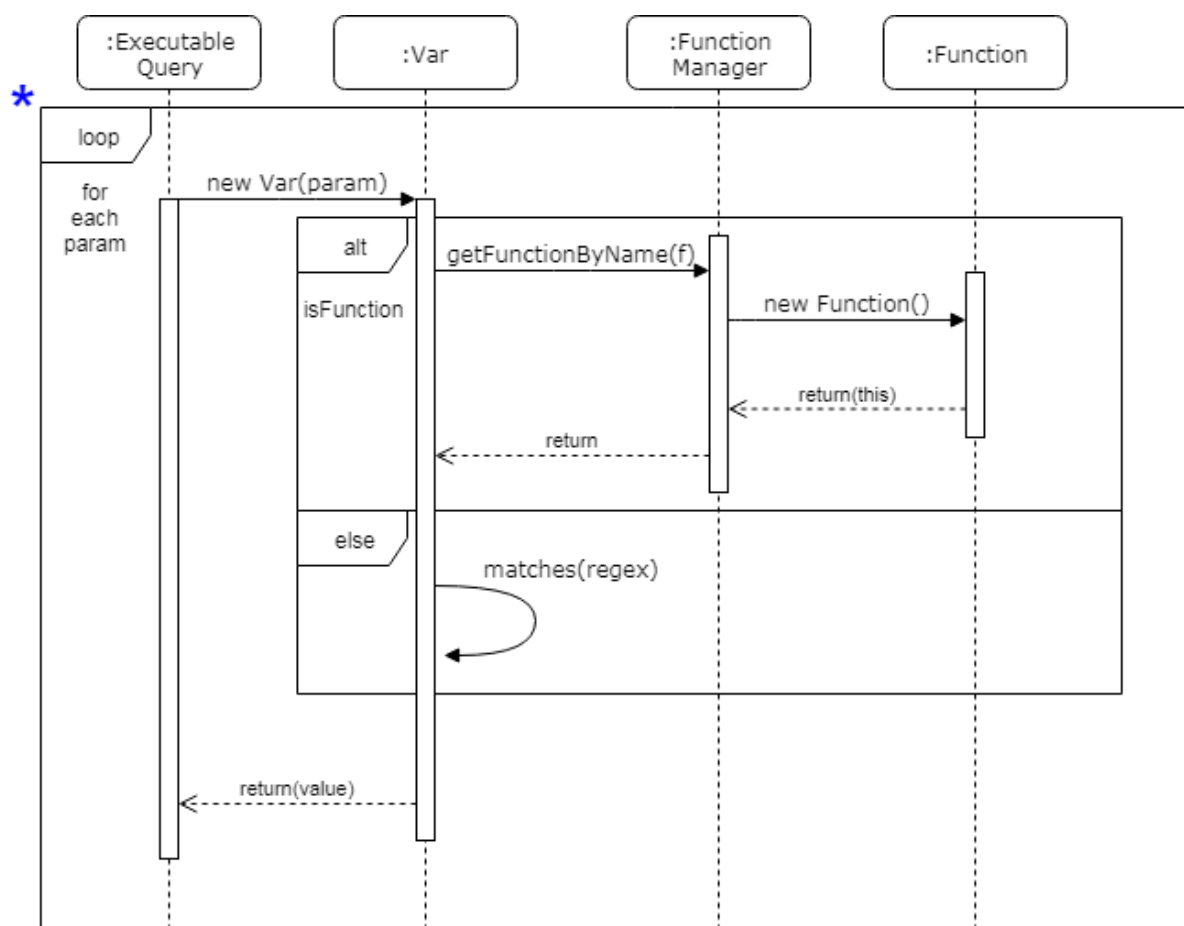 :Executable
Query
:Var
:Function
Manager
:Function
*
loop
for
each
param
new Var(param)
alt
getFunctionByName(f)
isFunction
new Function()
return(this)
return
else
matches(regex)
return(value)